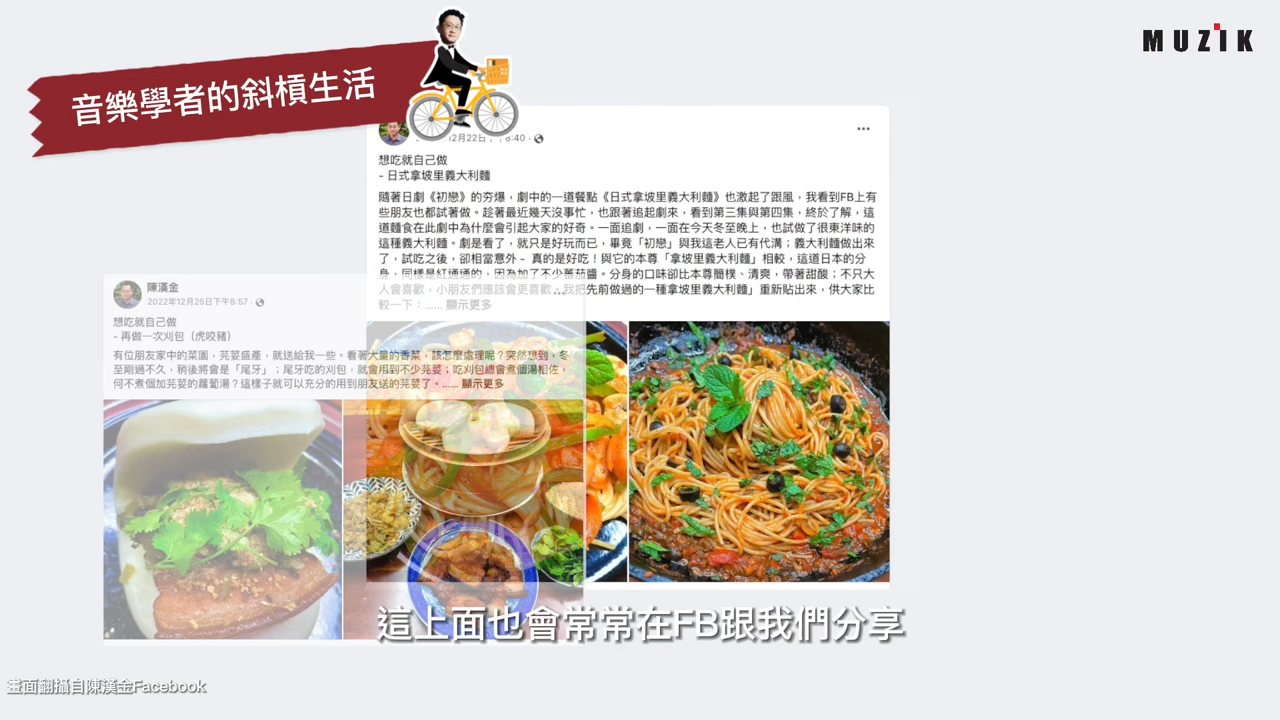 MUZiK
音樂學者的斜槓生活
12月22日下午8:40
想吃就自己做
- 日式拿坡里義大利麵
隨著日劇《初戀》的夯爆，劇中的一道餐點《日式拿坡里義大利麵》也激起了跟風，我看到FB上有
些朋友也都試著做。趁著最近幾天沒事忙，也跟著追起劇來，看到第三集與第四集，終於了解，這
道麵食在此劇中為什麼會引起大家的好奇。一面追劇，一面在今天冬至晚上，也試做了很東洋味的
這種義大利麵。劇是看了，就只是好玩而已，畢竟「初戀」與我這老人已有代溝；義大利麵做出來
了，試吃之後，卻相當意外 - 真的是好吃！與它的本尊「拿坡里義大利麵」相較，這道日本的分
身，同樣是紅通通的，因為加了不少蕃茄醬。分身的口味卻比本尊簡樸、清爽，帶著甜酸；不只大
人會喜歡，小朋友們應該會更喜歡。我把先前做過的一種拿坡里義大利麵」重新貼出來，供大家比
較一下：...... 顯示更多
陳漢金
2022年12月25日下午8:57
想吃就自己做
- 再做一次刈包（虎咬豬）
有位朋友家中的菜園，芫荽盛產，就送給我一些。看著大量的香菜，該怎麼處理呢？突然想到，冬
至剛過不久，稍後將會是「尾牙」；尾牙吃的刈包，就會用到不少芫荽；吃刈包總會煮個湯相佐，
何不煮個加芫荽的蘿蔔湯？這樣子就可以充分的用到朋友送的芫荽了。...... 顯示更多
這上面也會常常在FB跟我們分享
畫面翻攝自陳漢金Facebook